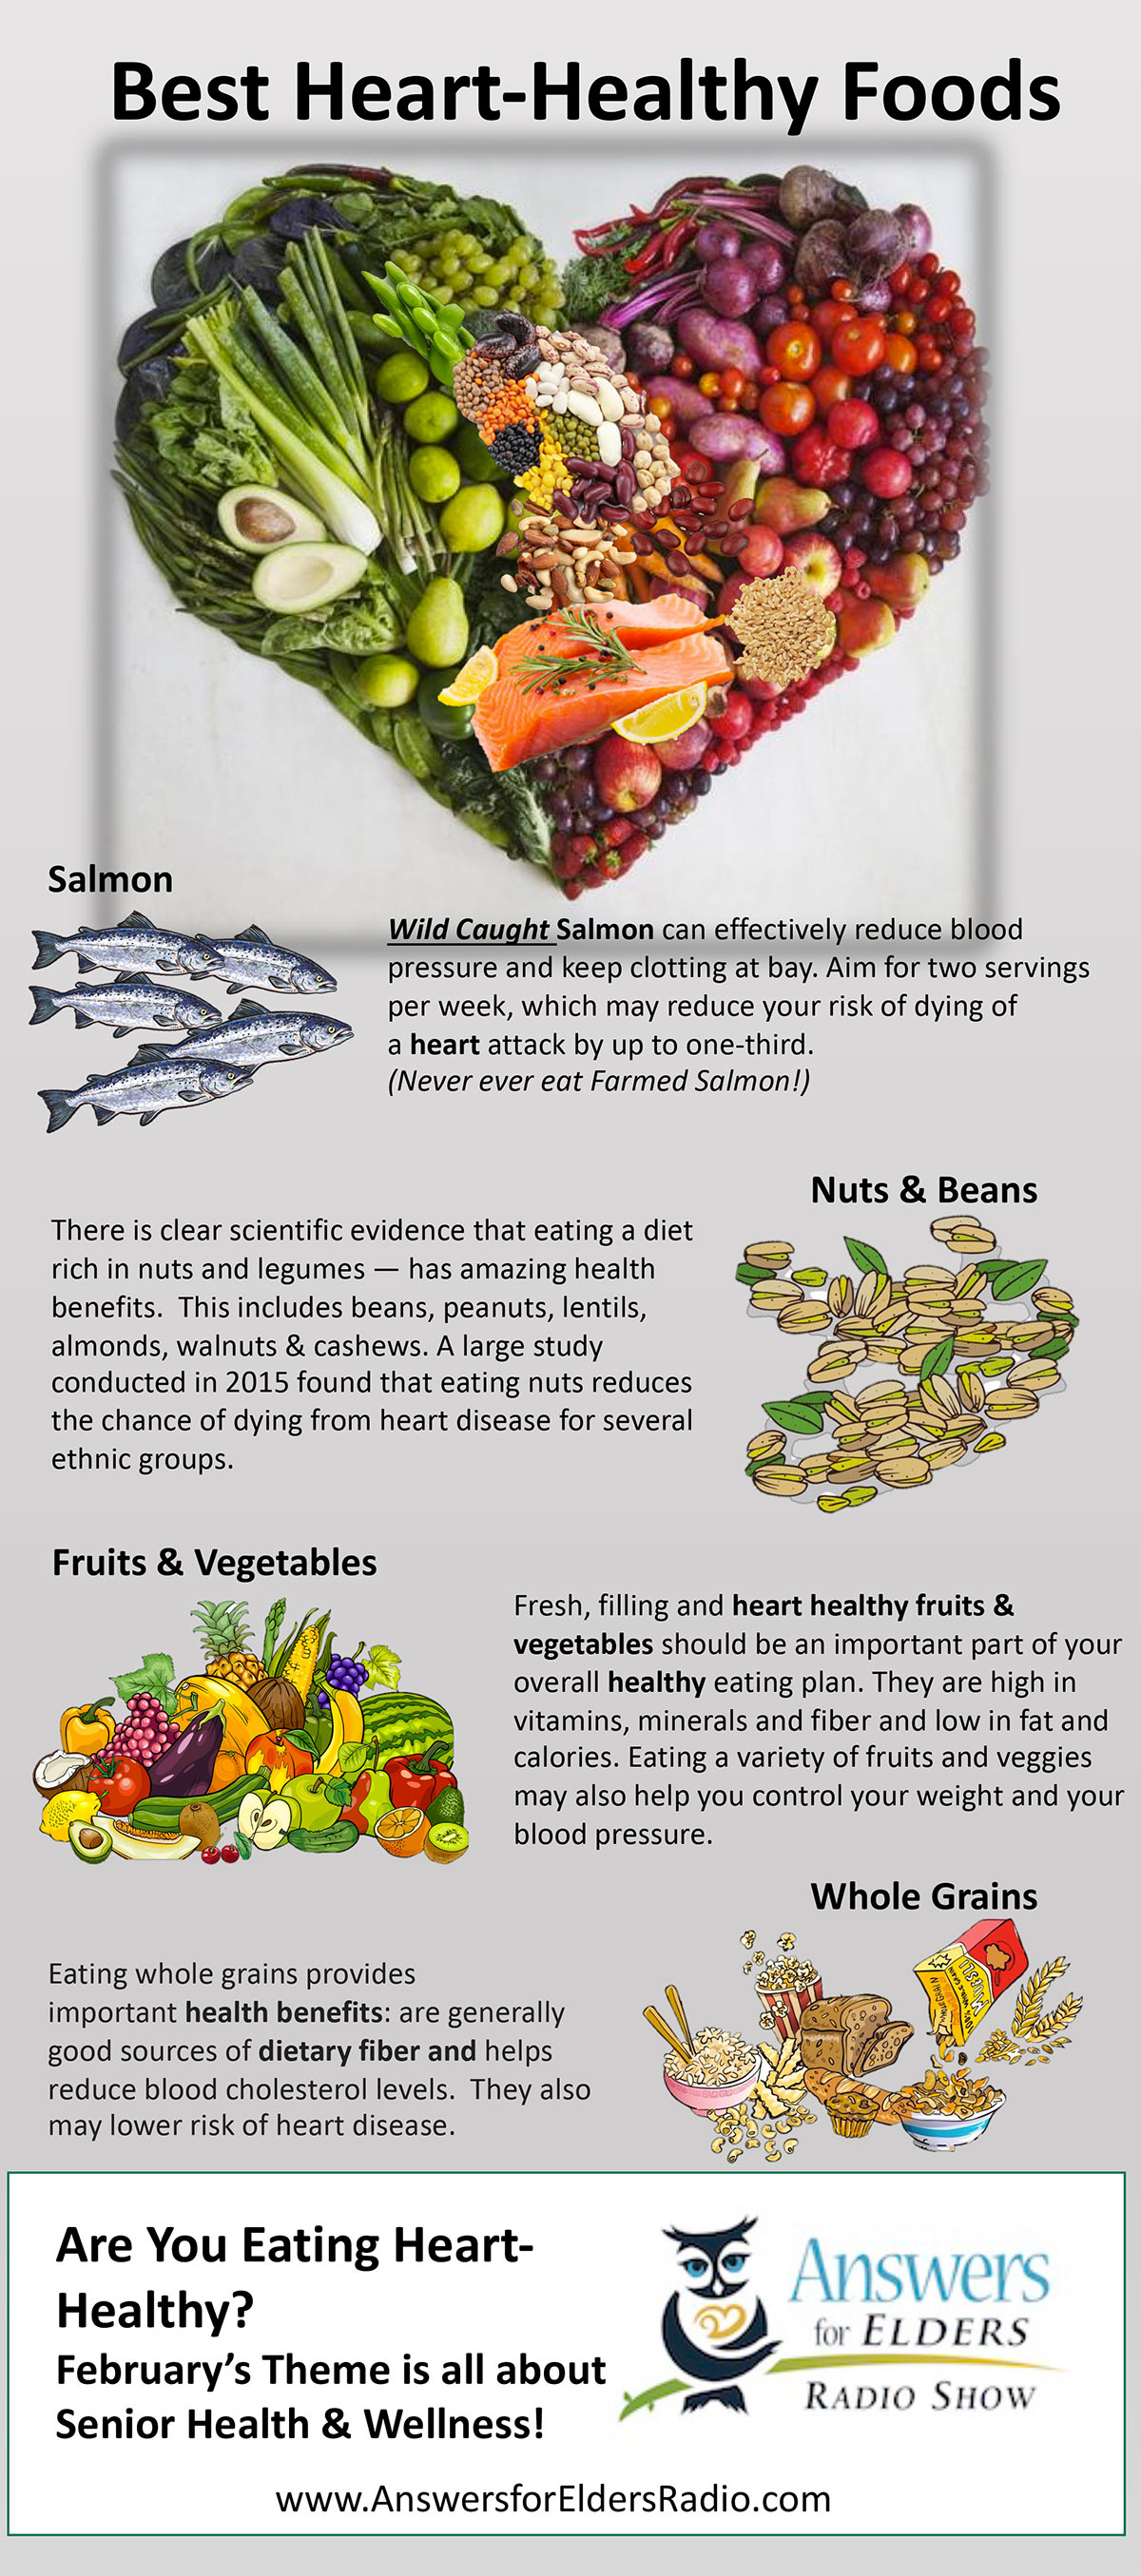 Best Heart-Healthy Foods
Salmon
Wild Caught Salmon can effectively reduce blood
pressure and keep clotting at bay. Aim for two servings
per week, which may reduce your risk of dying of
a heart attack by up to one-third.
(Never ever eat Farmed Salmon!)
Nuts & Beans
There is clear scientific evidence that eating a diet
rich in nuts and legumes — has amazing health
benefits.  This includes beans, peanuts, lentils,
almonds, walnuts & cashews. A large study
conducted in 2015 found that eating nuts reduces
the chance of dying from heart disease for several
ethnic groups.
Fruits & Vegetables
Fresh, filling and heart healthy fruits &
vegetables should be an important part of your
overall healthy eating plan. They are high in
vitamins, minerals and fiber and low in fat and
calories. Eating a variety of fruits and veggies
may also help you control your weight and your
blood pressure.
Whole Grains
MUESLI
Eating whole grains provides
important health benefits: are generally
good sources of dietary fiber and helps
reduce blood cholesterol levels.  They also
may lower risk of heart disease.
Are You Eating Heart-
Healthy?
February’s Theme is all about
Senior Health & Wellness!
Answers
for ELDERS
RADIO SHOW
www.AnswersforEldersRadio.com